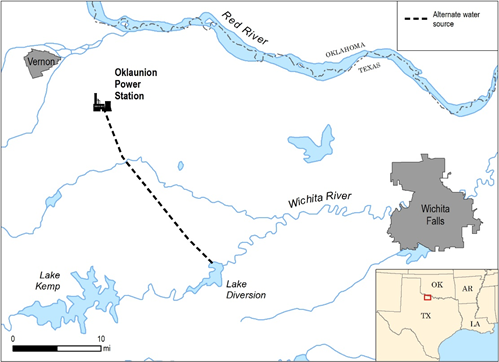 Alternate water
source
Red River
OKLAHOMA
TEXAS
Vernon
Oklaunion
Power
Station
Wichita River
Wichita
Falls
Lake
Kemp
Lake
Diversion
0
10
mi
OK
AR
TX
LA